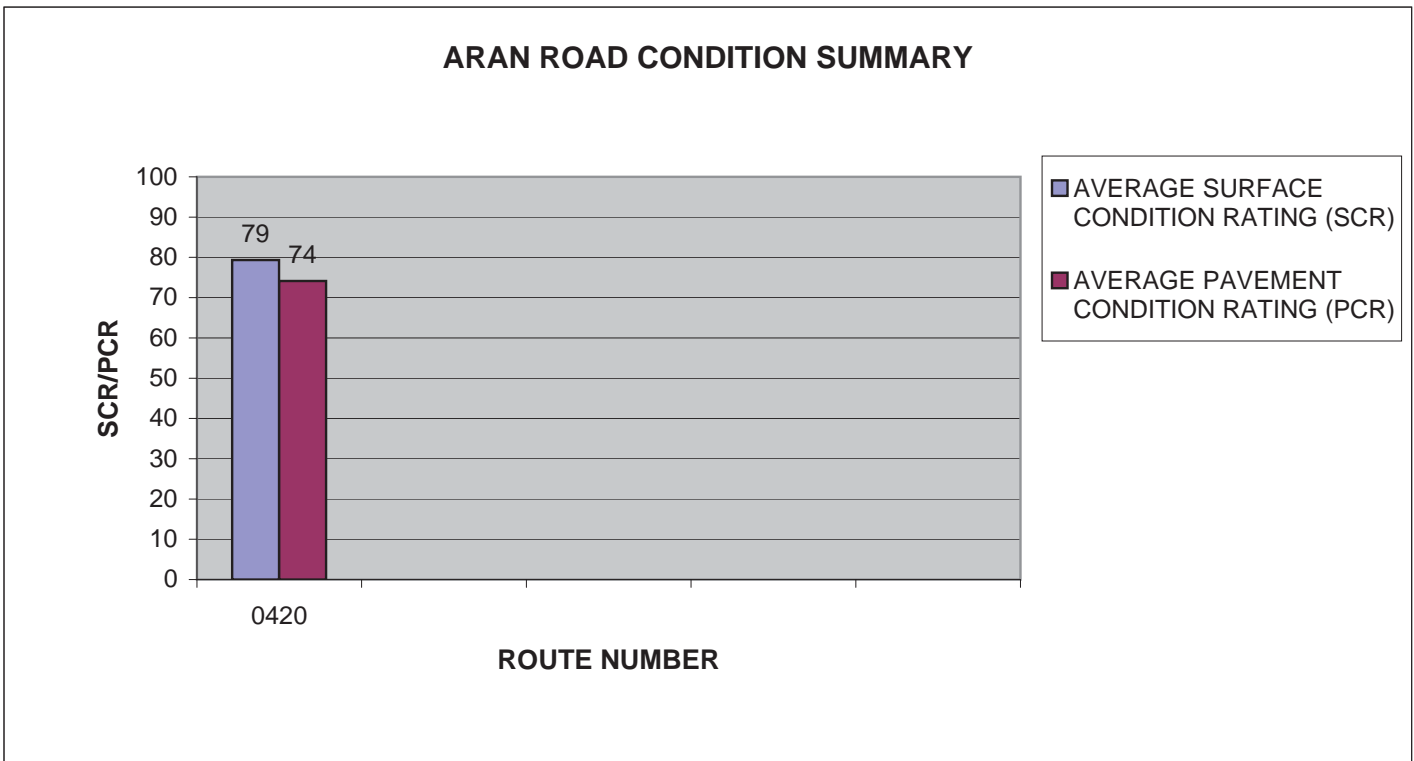 ARAN ROAD CONDITION SUMMARY
100
90
80
70
60
50
40
30
20
10
0
SCR/PCR
79
74
0420
ROUTE NUMBER
AVERAGE SURFACE
CONDITION RATING (SCR)
AVERAGE PAVEMENT
CONDITION RATING (PCR)